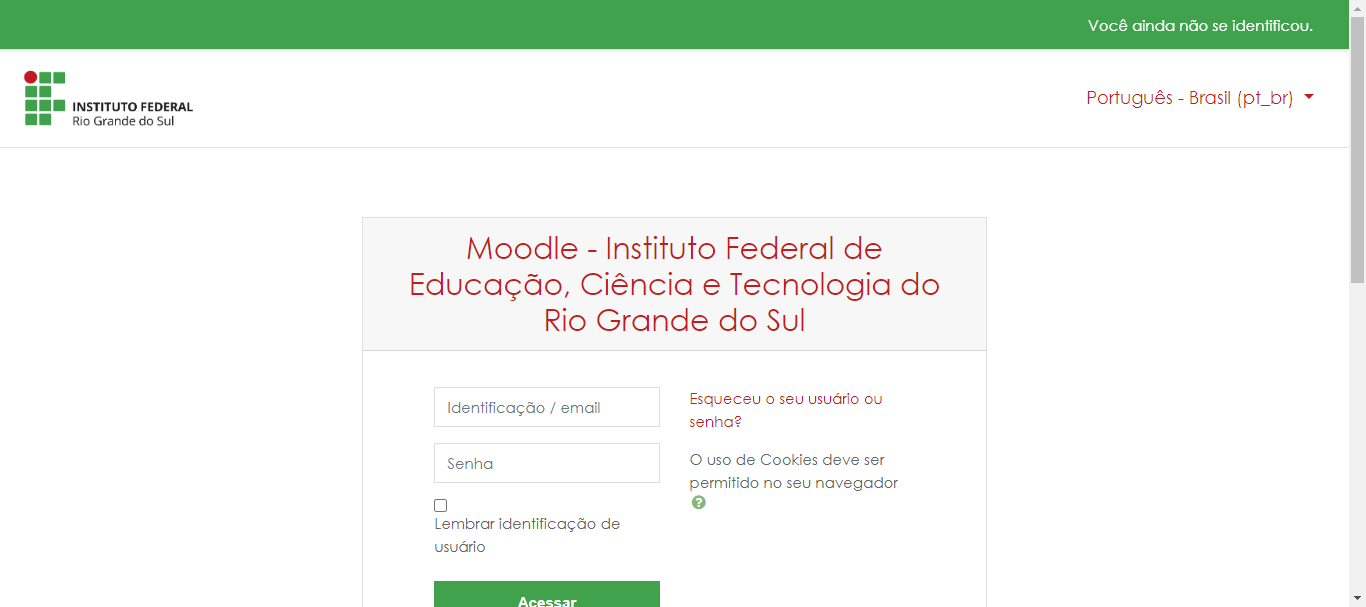 Você ainda não se identificou.
INSTITUTO FEDERAL
Rio Grande do Sul
Português - Brasil (pt_br)
Moodle - Instituto Federal de
Educação, Ciência e Tecnologia do
Rio Grande do Sul
Identificação / email
Senha
Lembrar identificação de
usuário
Acessar
Esqueceu o seu usuário ou
senha?
O uso de Cookies deve ser
permitido no seu navegador
?